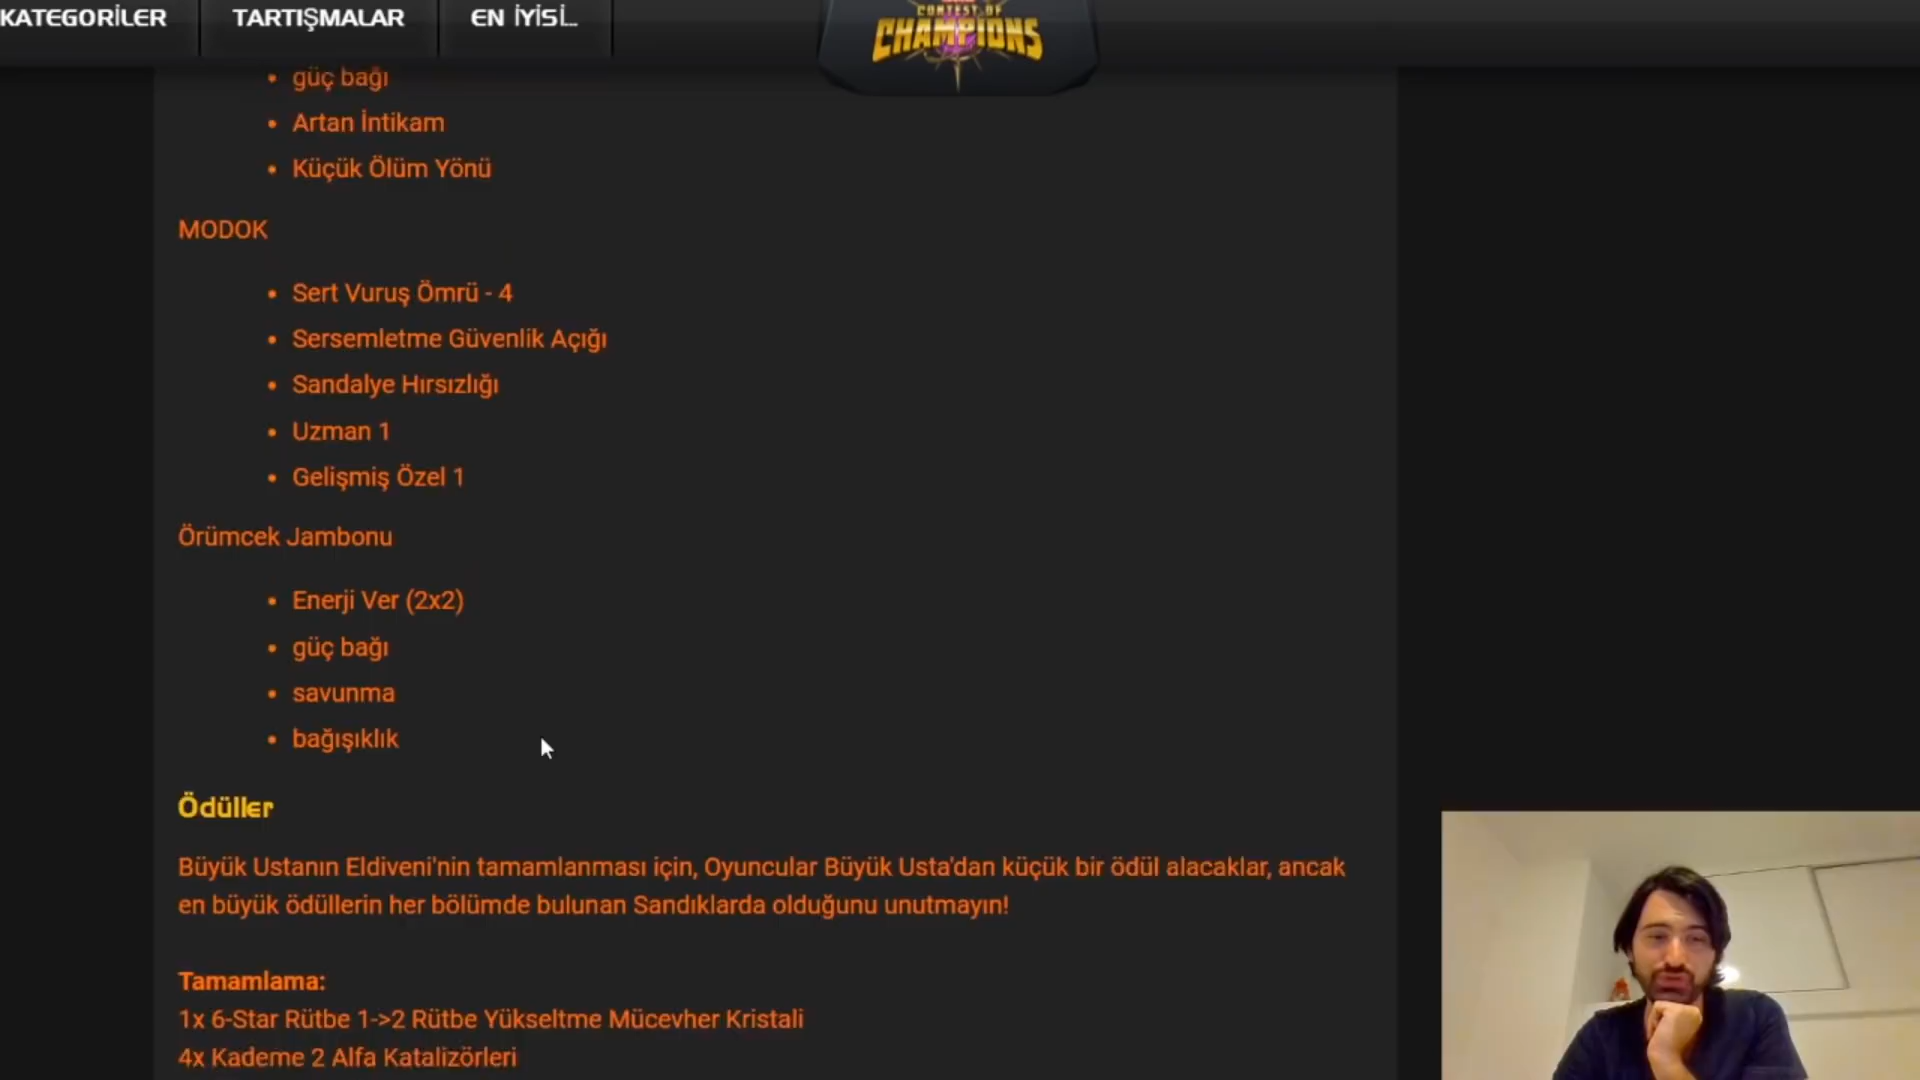 KATEGORİLER
TARTIŞMALAR
EN İYİSİ...
CONTEST OF
CHAMPIONS
• güç bağı
• Artan İntikam
• Küçük Ölüm Yönü
MODOK
• Sert Vuruş Ömrü - 4
• Sersemletme Güvenlik Açığı
• Sandalye Hırsızlığı
• Uzman 1
• Gelişmiş Özel 1
Örümcek Jambonu
• Enerji Ver (2x2)
• güç bağı
• savunma
• bağışıklık
Ödüller
Büyük Ustanın Eldiveni'nin tamamlanması için, Oyuncular Büyük Usta'dan küçük bir ödül alacaklar, ancak
en büyük ödüllerin her bölümde bulunan Sandıklarda olduğunu unutmayın!
Tamamlama:
1x 6-Star Rütbe 1->2 Rütbe Yükseltme Mücevher Kristali
4x Kademe 2 Alfa Katalizörleri